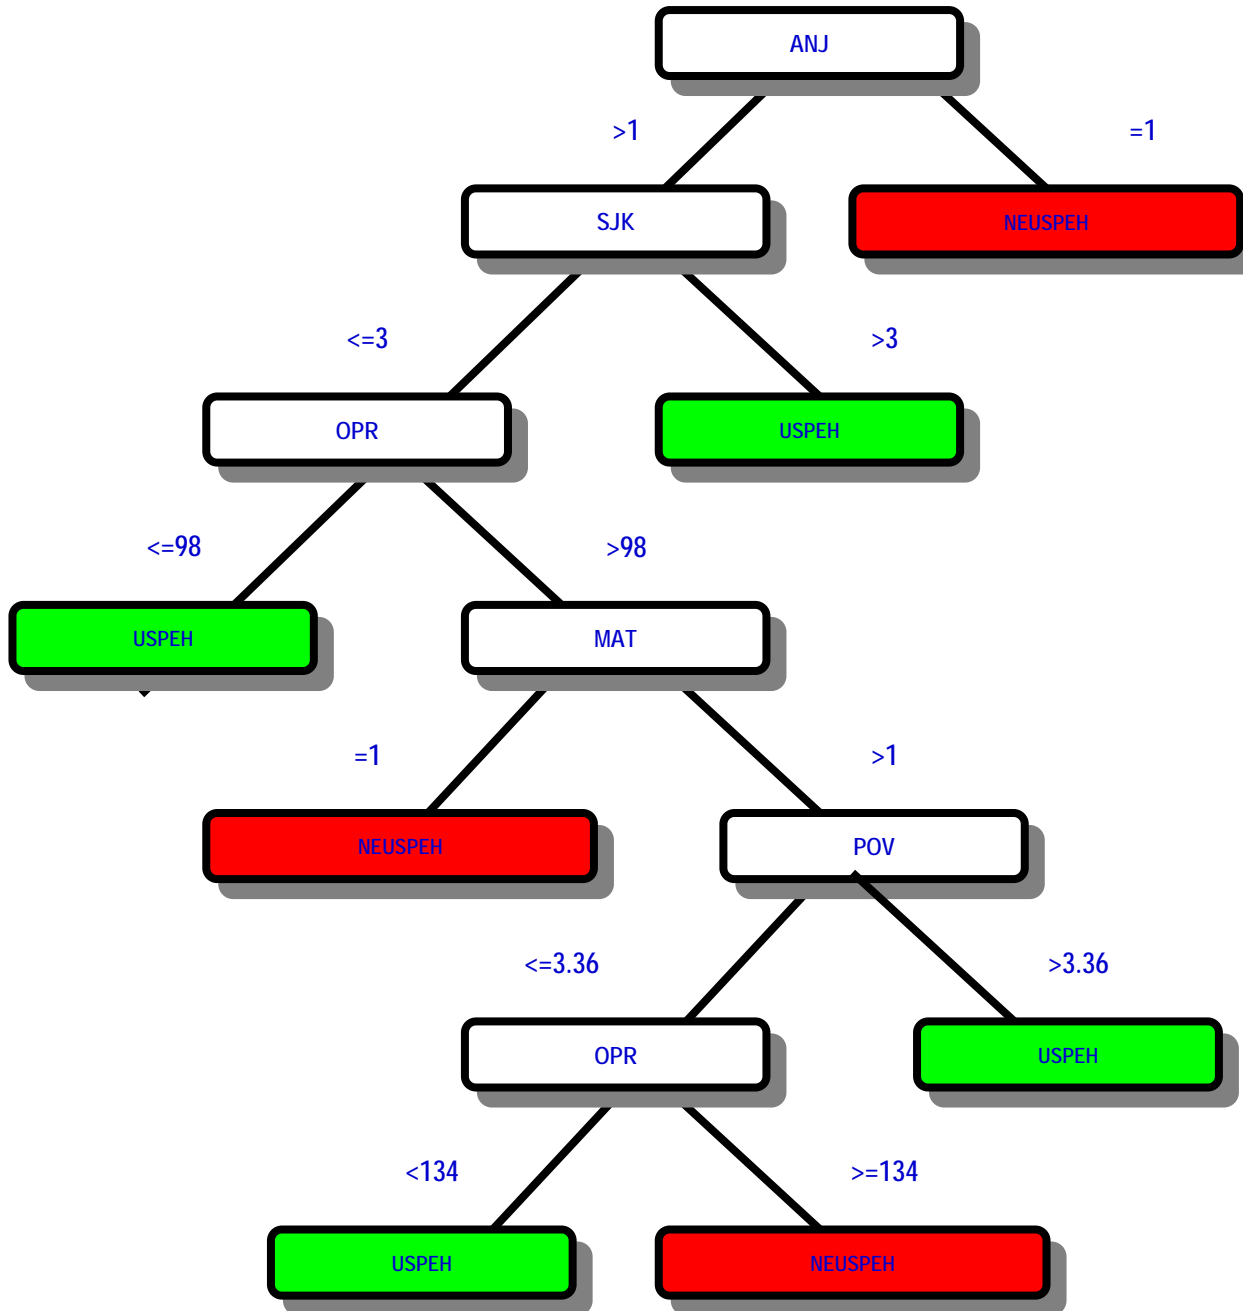 ANJ
>1
=1
SJK
NEUSPEH
<=3
>3
OPR
USPEH
<=98
>98
USPEH
MAT
=1
>1
NEUSPEH
POV
<=3.36
>3.36
OPR
USPEH
<134
>=134
USPEH
NEUSPEH